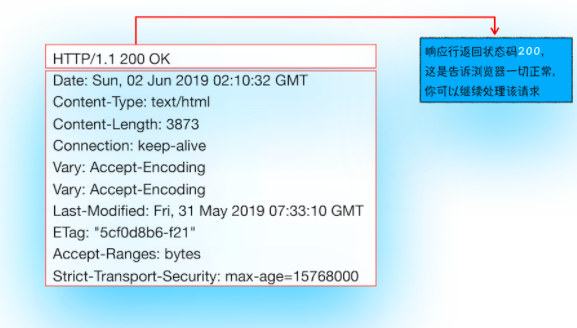 HTTP/1.1 200 OK
响应行返回状态码200,
这是告诉浏览器一切正常,
你可以继续处理该请求
Date: Sun, 02 Jun 2019 02:10:32 GMT
Content-Type: text/html
Content-Length: 3873
Connection: keep-alive
Vary: Accept-Encoding
Vary: Accept-Encoding
Last-Modified: Fri, 31 May 2019 07:33:10 GMT
ETag: "5cf0d8b6-f21"
Accept-Ranges: bytes
Strict-Transport-Security: max-age=15768000